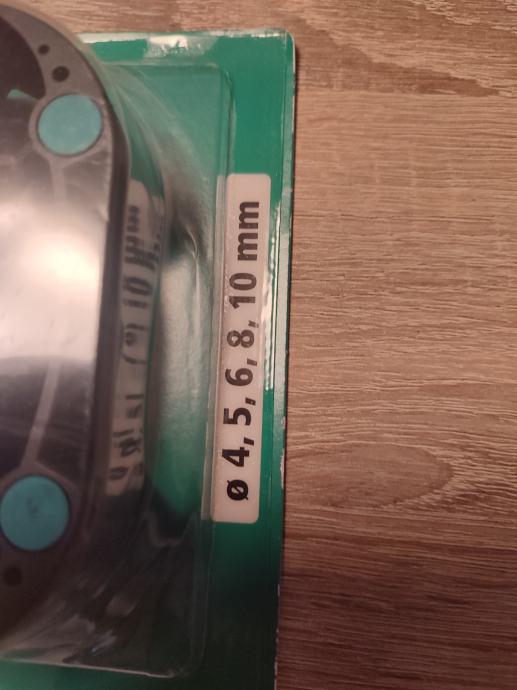 ø 4, 5, 6, 8, 10 mm